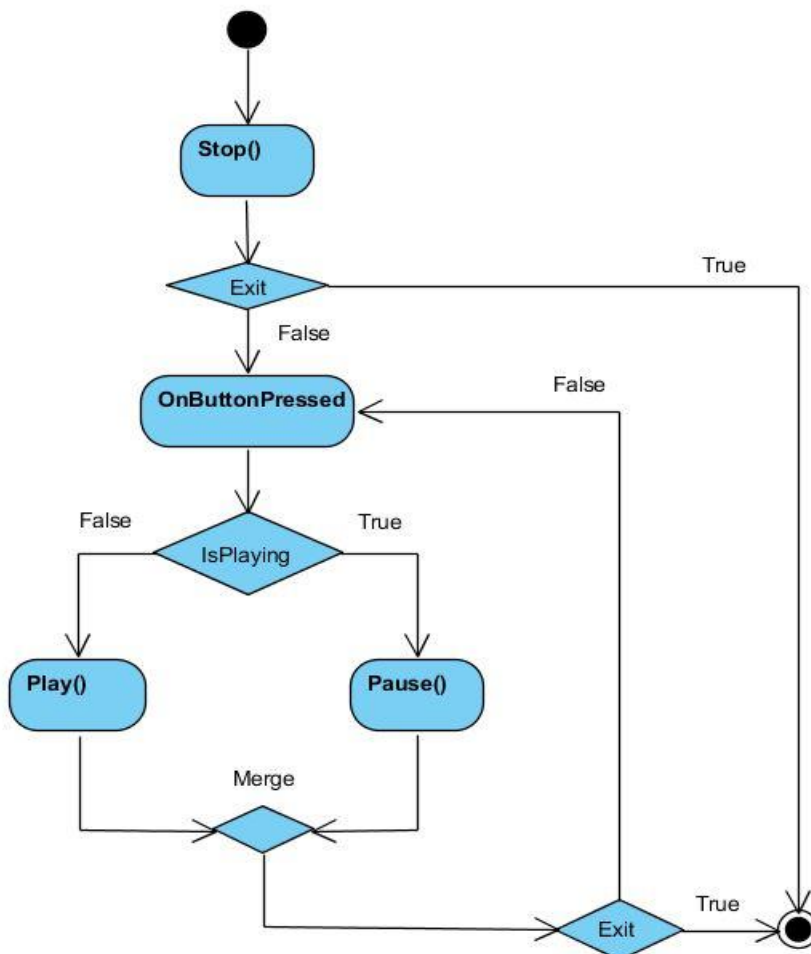 Stop()
True
Exit
False
False
OnButtonPressed
False
True
IsPlaying
Play()
Pause()
Merge
True
Exit